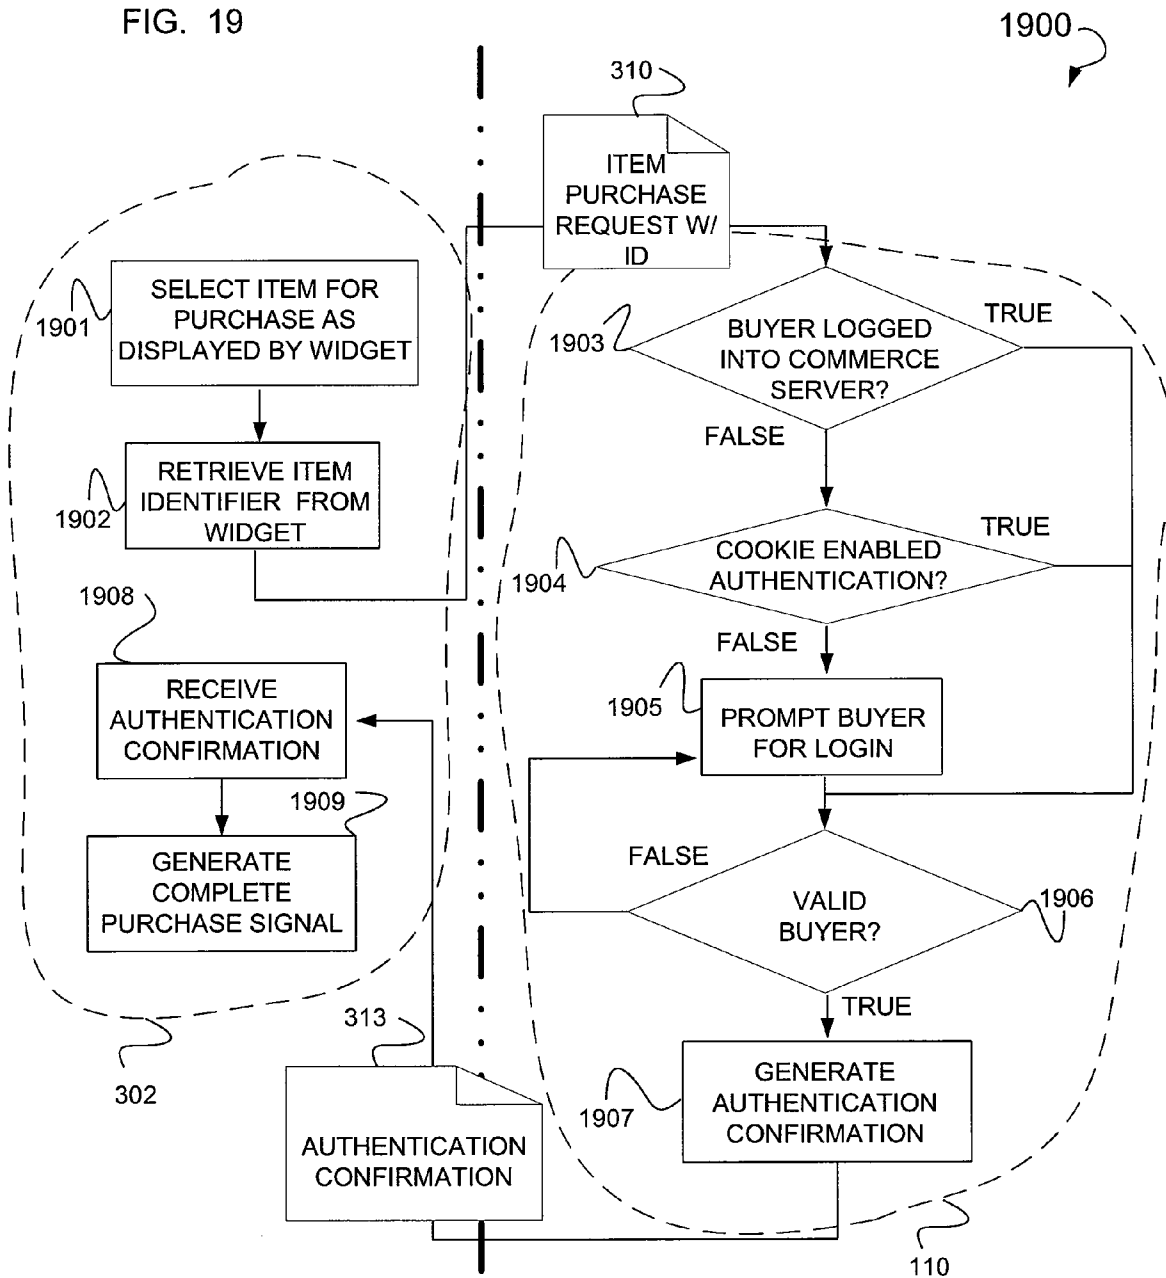 FIG. 19
1900
310
ITEM
PURCHASE
REQUEST W/
ID
1901
SELECT ITEM FOR
PURCHASE AS
DISPLAYED BY WIDGET
1902
RETRIEVE ITEM
IDENTIFIER FROM
WIDGET
1903
BUYER LOGGED
INTO COMMERCE
SERVER?
TRUE
FALSE
1904
COOKIE ENABLED
AUTHENTICATION?
TRUE
FALSE
1905
PROMPT BUYER
FOR LOGIN
1908
RECEIVE
AUTHENTICATION
CONFIRMATION
1909
GENERATE
COMPLETE
PURCHASE SIGNAL
FALSE
VALID
BUYER?
1906
TRUE
302
313
AUTHENTICATION
CONFIRMATION
1907
GENERATE
AUTHENTICATION
CONFIRMATION
110